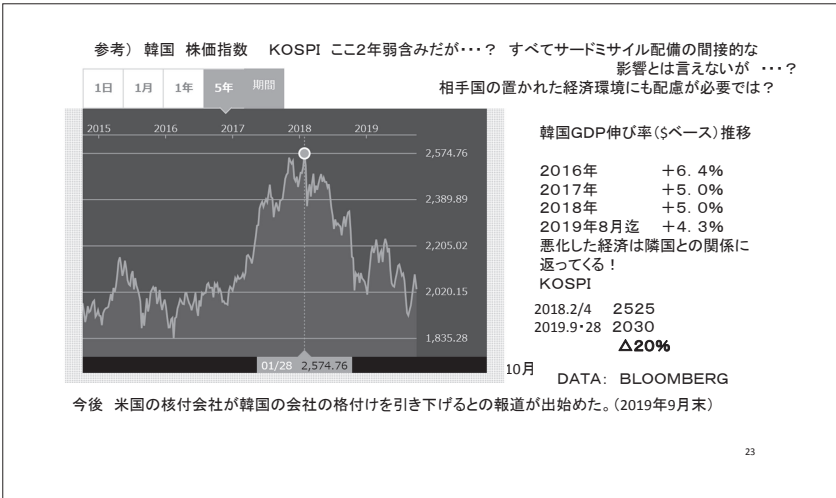 参考） 韓国 株価指数 KOSPI ここ2年弱含みだが・・・？ すべてサードミサイル配備の間接的な
影響とは言えないが ・・・？
相手国の置かれた経済環境にも配慮が必要では？
1日 1月 1年 5年 期間
2015 2016 2017 2018 2019
2,574.76
2,389.89
2,205.02
2,020.15
1,835.28
01/28 2,574.76
10月
韓国GDP伸び率（$ベース）推移
2016年 ＋6．4％
2017年 ＋5．0％
2018年 ＋5．0％
2019年8月迄 ＋4．3％
悪化した経済は隣国との関係に
返ってくる！
KOSPI
2018.2/4 2525
2019.9・28 2030
△20％
DATA： BLOOMBERG
今後 米国の核付会社が韓国の会社の格付けを引き下げるとの報道が出始めた。（2019年9月末）
23